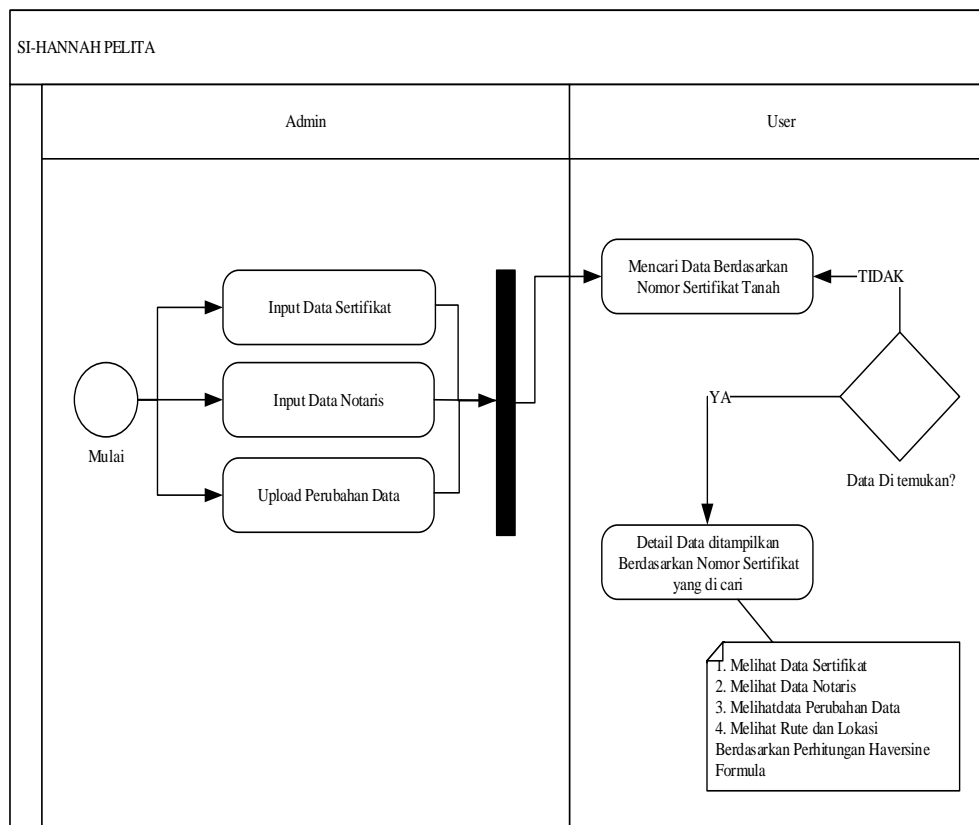 SI-HANNAH PELITA
Admin
User
Mulai
Input Data Sertifikat
Input Data Notaris
Upload Perubahan Data
Mencari Data Berdasarkan
Nomor Sertifikat Tanah
TIDAK
YA
Data Di temukan?
Detail Data ditampilkan
Berdasarkan Nomor Sertifikat
yang di cari
1. Melihat Data Sertifikat
2. Melihat Data Notaris
3. Melihatdata Perubahan Data
4. Melihat Rute dan Lokasi
Berdasarkan Perhitungan Haversine
Formula